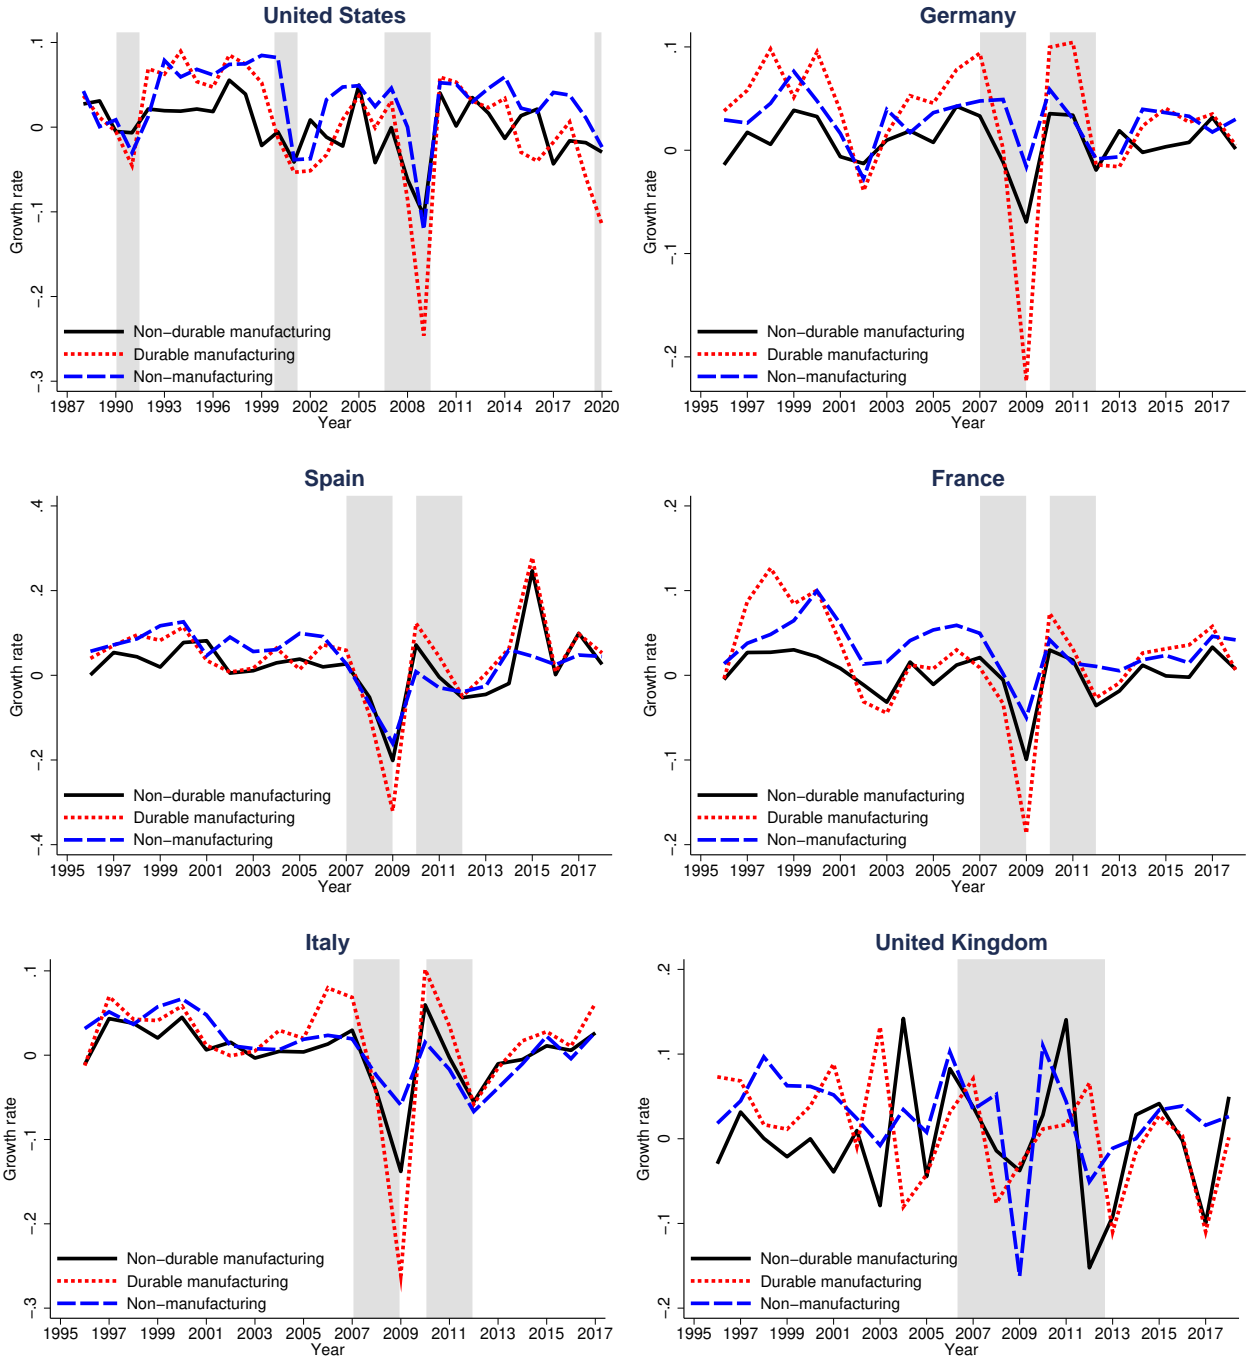 United States
Growth rate
.1
0
−.1
−.2
−.3
Non−durable manufacturing
Durable manufacturing
Non−manufacturing
1987 1990 1993 1996 1999 2002 2005 2008 2011 2014 2017 2020
Year
Germany
Growth rate
.1
0
−.1
−.2
Non−durable manufacturing
Durable manufacturing
Non−manufacturing
1995 1997 1999 2001 2003 2005 2007 2009 2011 2013 2015 2017
Year
Spain
Growth rate
.4
.2
0
−.2
−.4
Non−durable manufacturing
Durable manufacturing
Non−manufacturing
1995 1997 1999 2001 2003 2005 2007 2009 2011 2013 2015 2017
Year
France
Growth rate
.2
.1
0
−.1
−.2
Non−durable manufacturing
Durable manufacturing
Non−manufacturing
1995 1997 1999 2001 2003 2005 2007 2009 2011 2013 2015 2017
Year
Italy
Growth rate
.1
0
−.1
−.2
−.3
Non−durable manufacturing
Durable manufacturing
Non−manufacturing
1995 1997 1999 2001 2003 2005 2007 2009 2011 2013 2015 2017
Year
United Kingdom
Growth rate
.2
.1
0
−.1
−.2
Non−durable manufacturing
Durable manufacturing
Non−manufacturing
1995 1997 1999 2001 2003 2005 2007 2009 2011 2013 2015 2017
Year